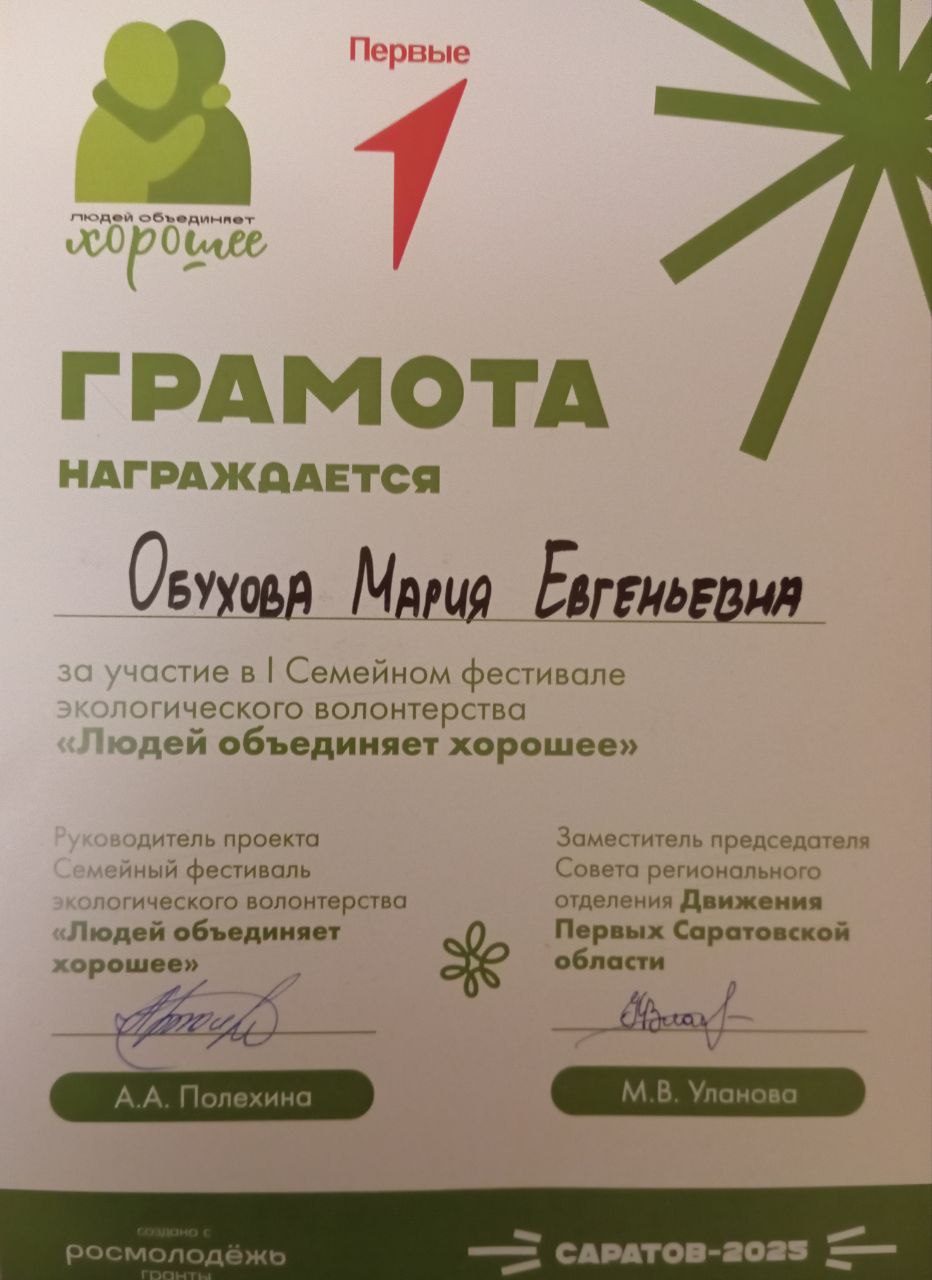 Первые
людей объединяет
хорошее
ГРАМОТА
НАГРАЖДАЕТСЯ
Обухова Мария Евгеньевна
за участие в I Семейном фестивале
экологического волонтерства
«Людей объединяет хорошее»
Руководитель проекта
Семейный фестиваль
экологического волонтерства
«Людей объединяет
хорошее»
А.А. Полехина
Заместитель председателя
Совета регионального
отделения Движения
Первых Саратовской
области
М.В. Уланова
создано с
росмолодёжь
гранты
САРАТОВ-2025